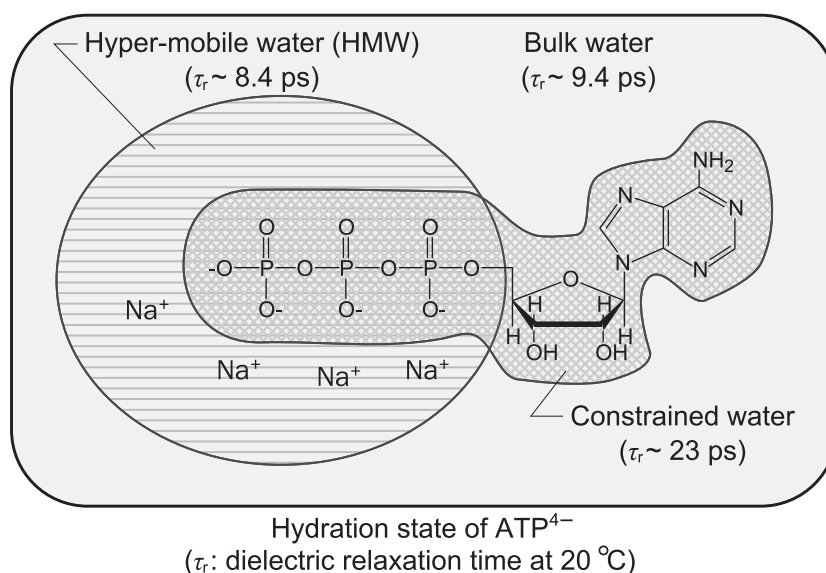 Hyper-mobile water (HMW)
(τr~ 8.4 ps)
Bulk water
(τr~ 9.4 ps)
NH2
N
N
N
N
O
O
O
-O
P
O
P
O
P
O
O-
O-
O-
O
H
H
H
H
OH
OH
Na+
Na+
Na+
Na+
Constrained water
(τr~ 23 ps)
Hydration state of ATP4−
(τr: dielectric relaxation time at 20 °C)